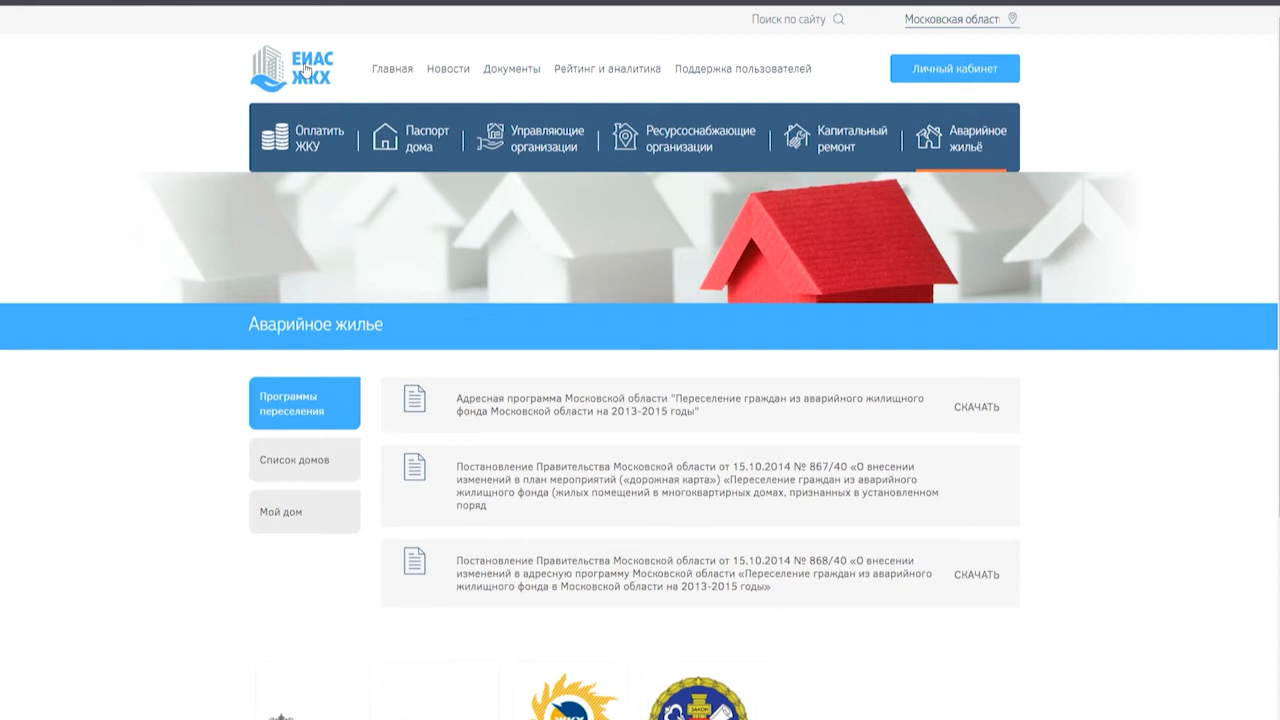 Поиск по сайту
Московская област
ЕИАС
ЖКХ
Главная
Новости
Документы
Рейтинг и аналитика
Поддержка пользователей
Личный кабинет
Оплатить
ЖКУ
Паспорт
дома
Управляющие
организации
Ресурсоснабжающие
организации
Капитальный
ремонт
Аварийное
жильё
Аварийное жилье
Программы
переселения
Список домов
Мой дом
Адресная программа Московской области "Переселение граждан из аварийного жилищного
фонда Московской области на 2013-2015 годы"
СКАЧАТЬ
Постановление Правительства Московской области от 15.10.2014 № 867/40 «О внесении
изменений в план мероприятий («дорожная карта») «Переселение граждан из аварийного
жилищного фонда (жилых помещений в многоквартирных домах, признанных в установленном
поряд
Постановление Правительства Московской области от 15.10.2014 № 868/40 «О внесении
изменений в адресную программу Московской области «Переселение граждан из аварийного
жилищного фонда в Московской области на 2013-2015 годы»
СКАЧАТЬ
ЖКХ
ЗАКОН